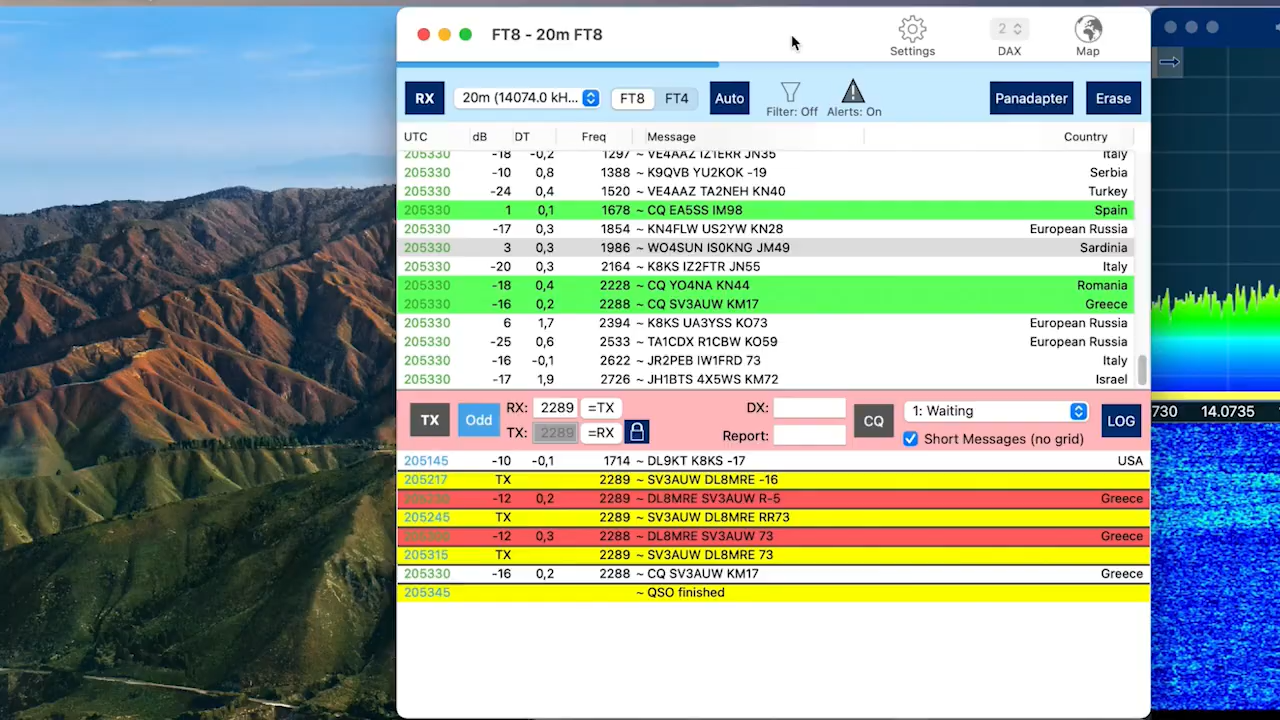 FT8 - 20m FT8
Settings
2
DAX
Map
RX 20m (14074.0 kH... FT8 FT4 Auto Filter: Off Alerts: On Panadapter Erase
UTC dB DT Freq Message Country
205330 -18 -0,2 1297 ~ VE4AAZ IZ1ERR JN35 Italy
205330 -10 0,8 1388 ~ K9QVB YU2KOK -19 Serbia
205330 -24 0,4 1520 ~ VE4AAZ TA2NEH KN40 Turkey
205330 1 0,1 1678 ~ CQ EA5SS IM98 Spain
205330 -17 0,3 1854 ~ KN4FLW US2YW KN28 European Russia
205330 3 0,3 1986 ~ WO4SUN IS0KNG JM49 Sardinia
205330 -20 0,3 2164 ~ K8KS IZ2FTR JN55 Italy
205330 -18 0,4 2228 ~ CQ YO4NA KN44 Romania
205330 -16 0,2 2288 ~ CQ SV3AUW KM17 Greece
205330 6 1,7 2394 ~ K8KS UA3YSS KO73 European Russia
205330 -25 0,6 2533 ~ TA1CDX R1CBW KO59 European Russia
205330 -16 -0,1 2622 ~ JR2PEB IW1FRD 73 Italy
205330 -17 1,9 2726 ~ JH1BTS 4X5WS KM72 Israel
TX Odd RX: 2289 =TX DX: CQ 1: Waiting LOG
TX: 2289 =RX Report: Short Messages (no grid)
730 14.0735
205145 -10 -0,1 1714 ~ DL9KT K8KS -17 USA
205217 TX 2289 ~ SV3AUW DL8MRE -16
205230 -12 0,2 2289 ~ DL8MRE SV3AUW R-5 Greece
205245 TX 2289 ~ SV3AUW DL8MRE RR73
205300 -12 0,3 2288 ~ DL8MRE SV3AUW 73 Greece
205315 TX 2289 ~ SV3AUW DL8MRE 73
205330 -16 0,2 2288 ~ CQ SV3AUW KM17 Greece
205345 ~ QSO finished